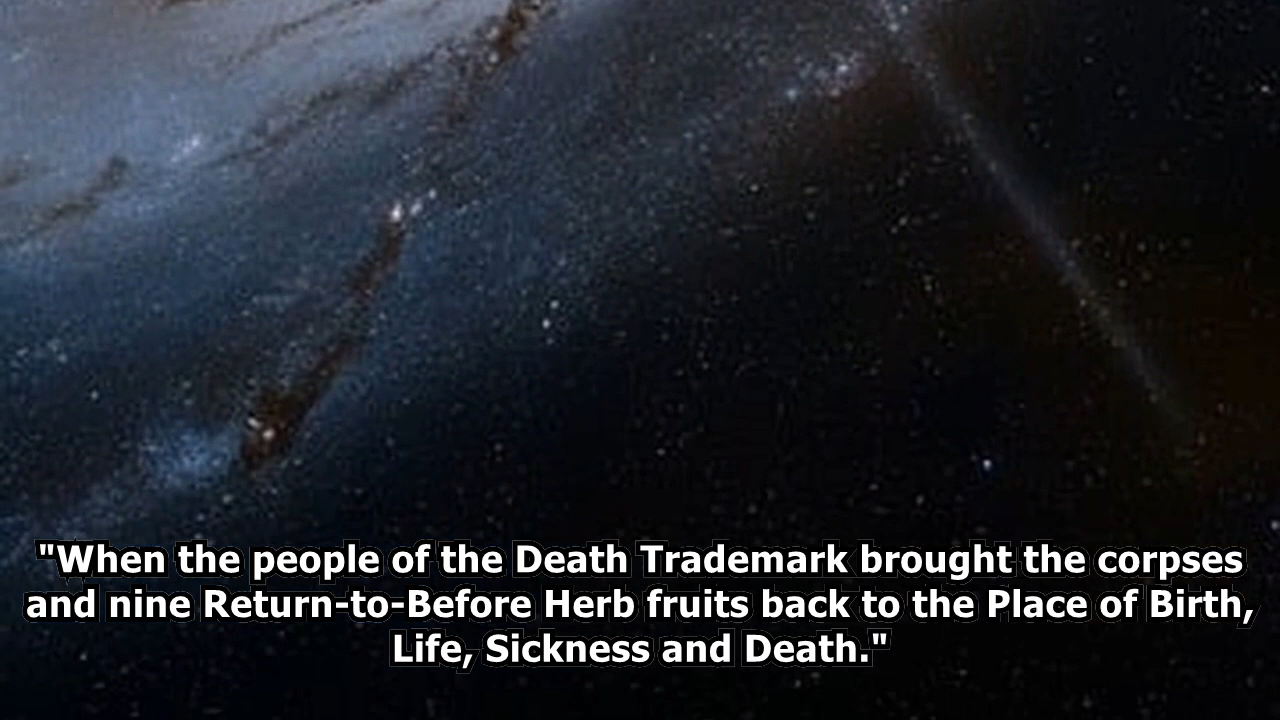 "When the people of the Death Trademark brought the corpses
and nine Return-to-Before Herb fruits back to the Place of Birth,
Life, Sickness and Death."